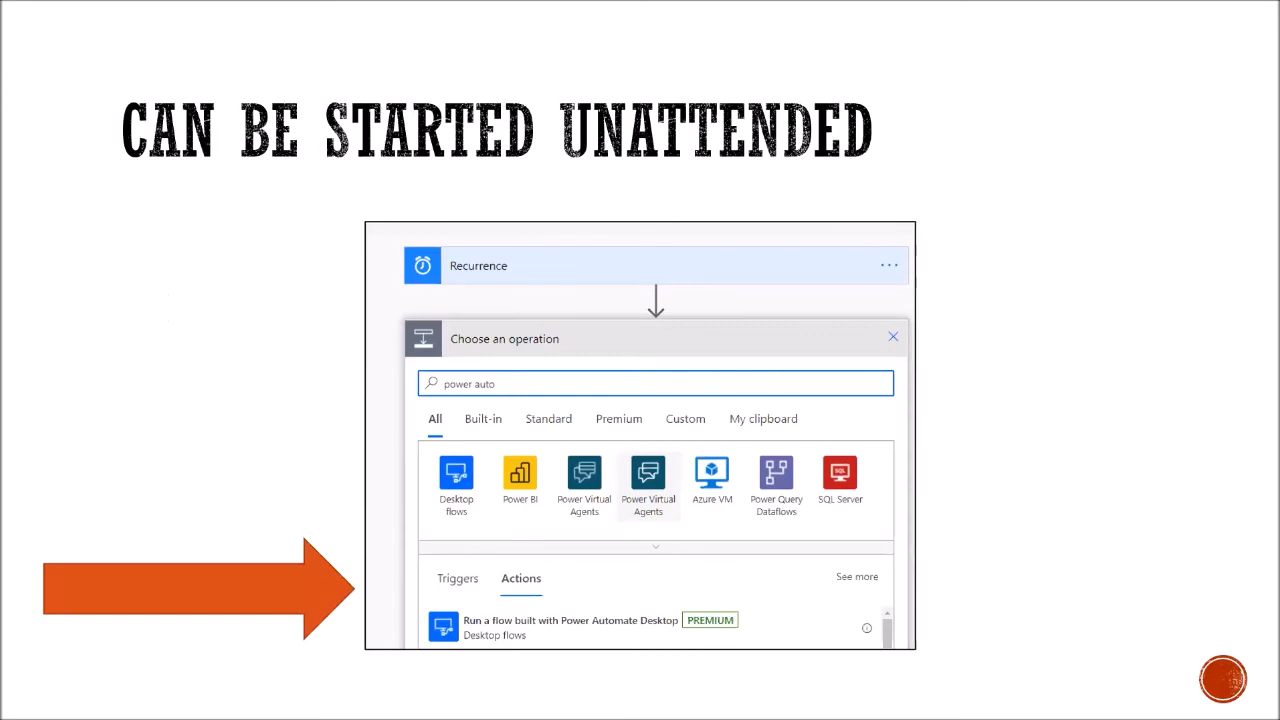 CAN BE STARTED UNATTENDED
Recurrence
Choose an operation
power auto
All Built-in Standard Premium Custom My clipboard
Desktop flows
Power BI
Power Virtual Agents
Power Virtual Agents
Azure VM
Power Query Dataflows
SQL
SQL Server
Triggers Actions See more
Run a flow built with Power Automate Desktop PREMIUM
Desktop flows